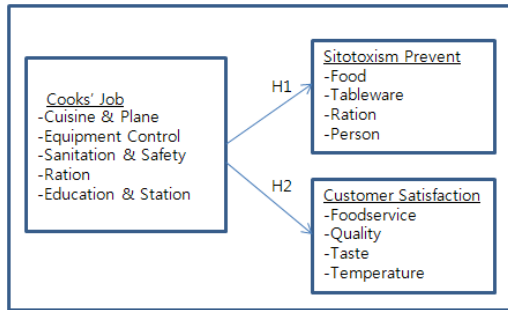 Cooks' Job
-Cuisine & Plane
-Equipment Control
-Sanitation & Safety
-Ration
-Education & Station
H1
H2
Sitotoxism Prevent
-Food
-Tableware
-Ration
-Person
Customer Satisfaction
-Foodservice
-Quality
-Taste
-Temperature